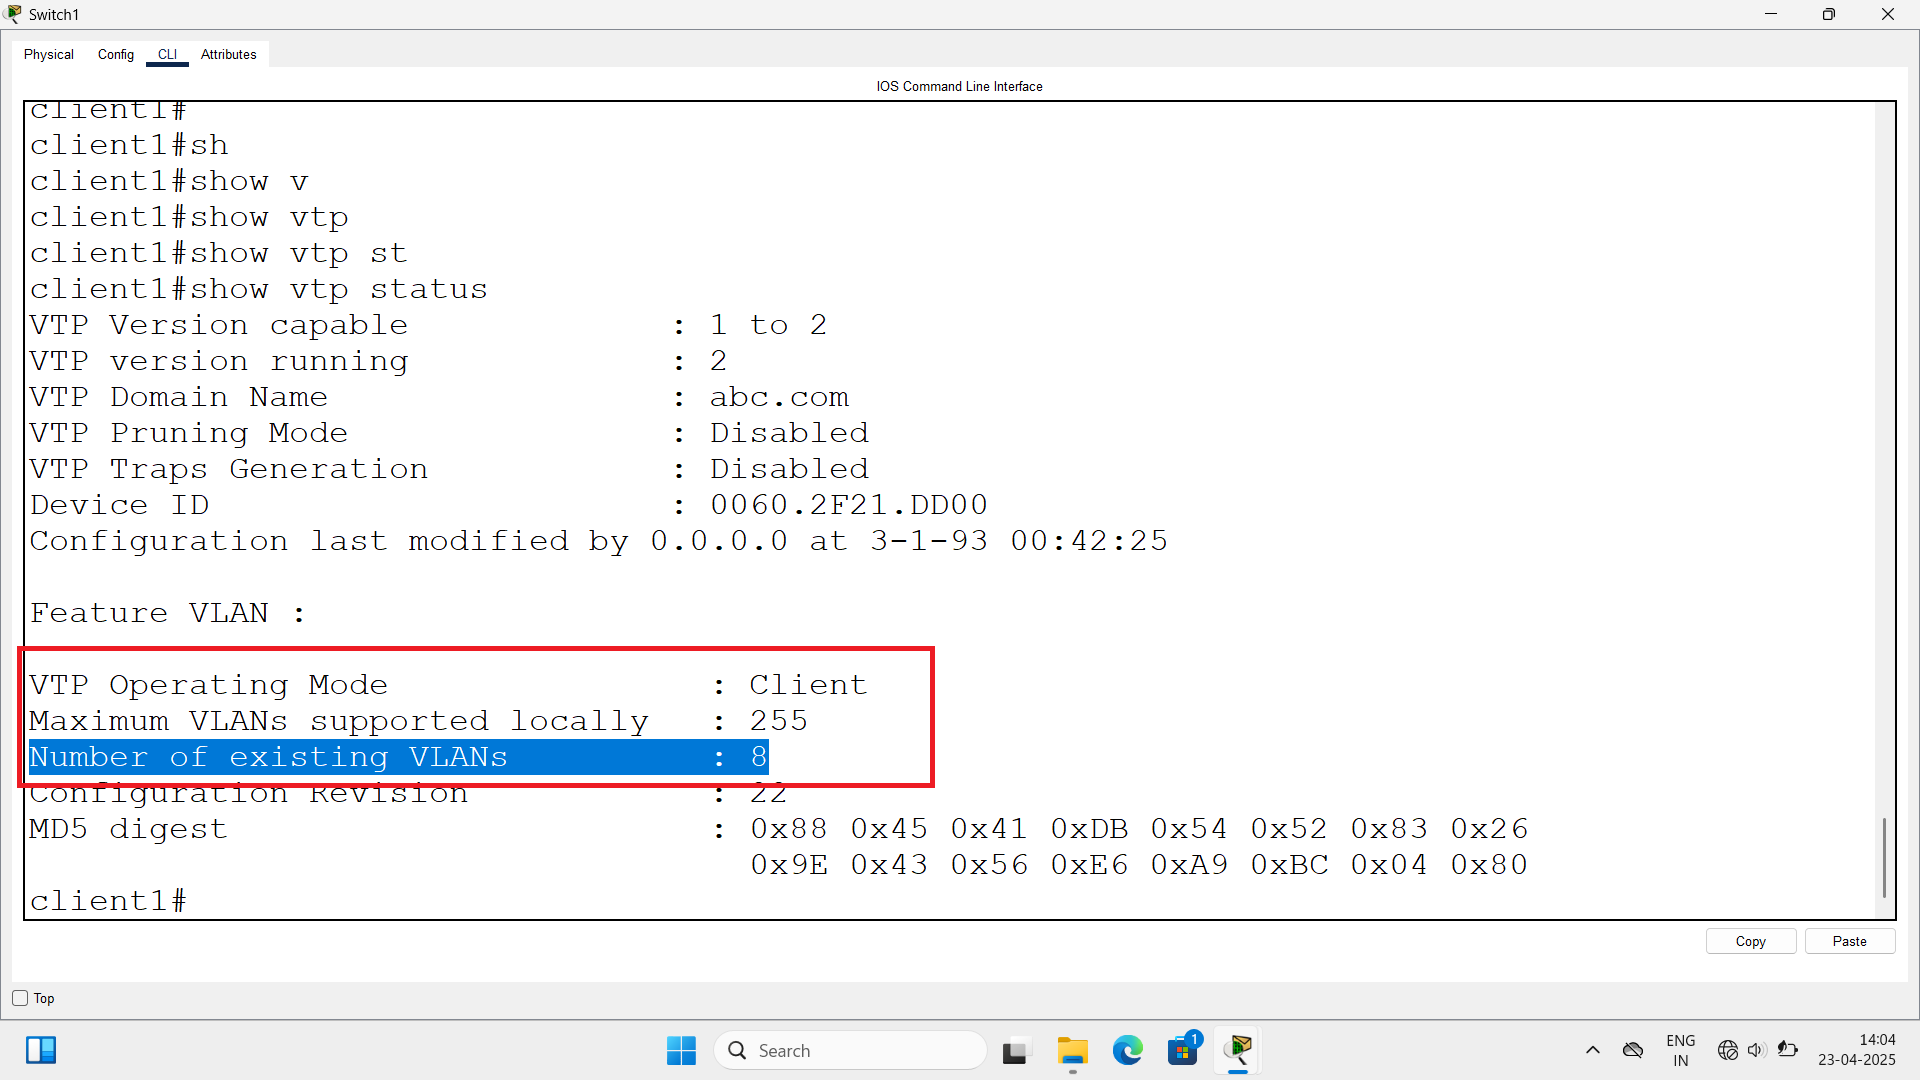 Switch1
Physical Config CLI Attributes
IOS Command Line Interface
client1#
client1#sh
client1#show v
client1#show vtp
client1#show vtp st
client1#show vtp status
VTP Version capable : 1 to 2
VTP version running : 2
VTP Domain Name : abc.com
VTP Pruning Mode : Disabled
VTP Traps Generation : Disabled
Device ID : 0060.2F21.DD00
Configuration last modified by 0.0.0.0 at 3-1-93 00:42:25
Feature VLAN :
VTP Operating Mode : Client
Maximum VLANs supported locally : 255
Number of existing VLANs : 8
Configuration Revision : 22
MD5 digest : 0x88 0x45 0x41 0xDB 0x54 0x52 0x83 0x26
0x9E 0x43 0x56 0xE6 0xA9 0xBC 0x04 0x80
client1#
Copy Paste
Top
Search
1
ENG
IN
14:04
23-04-2025